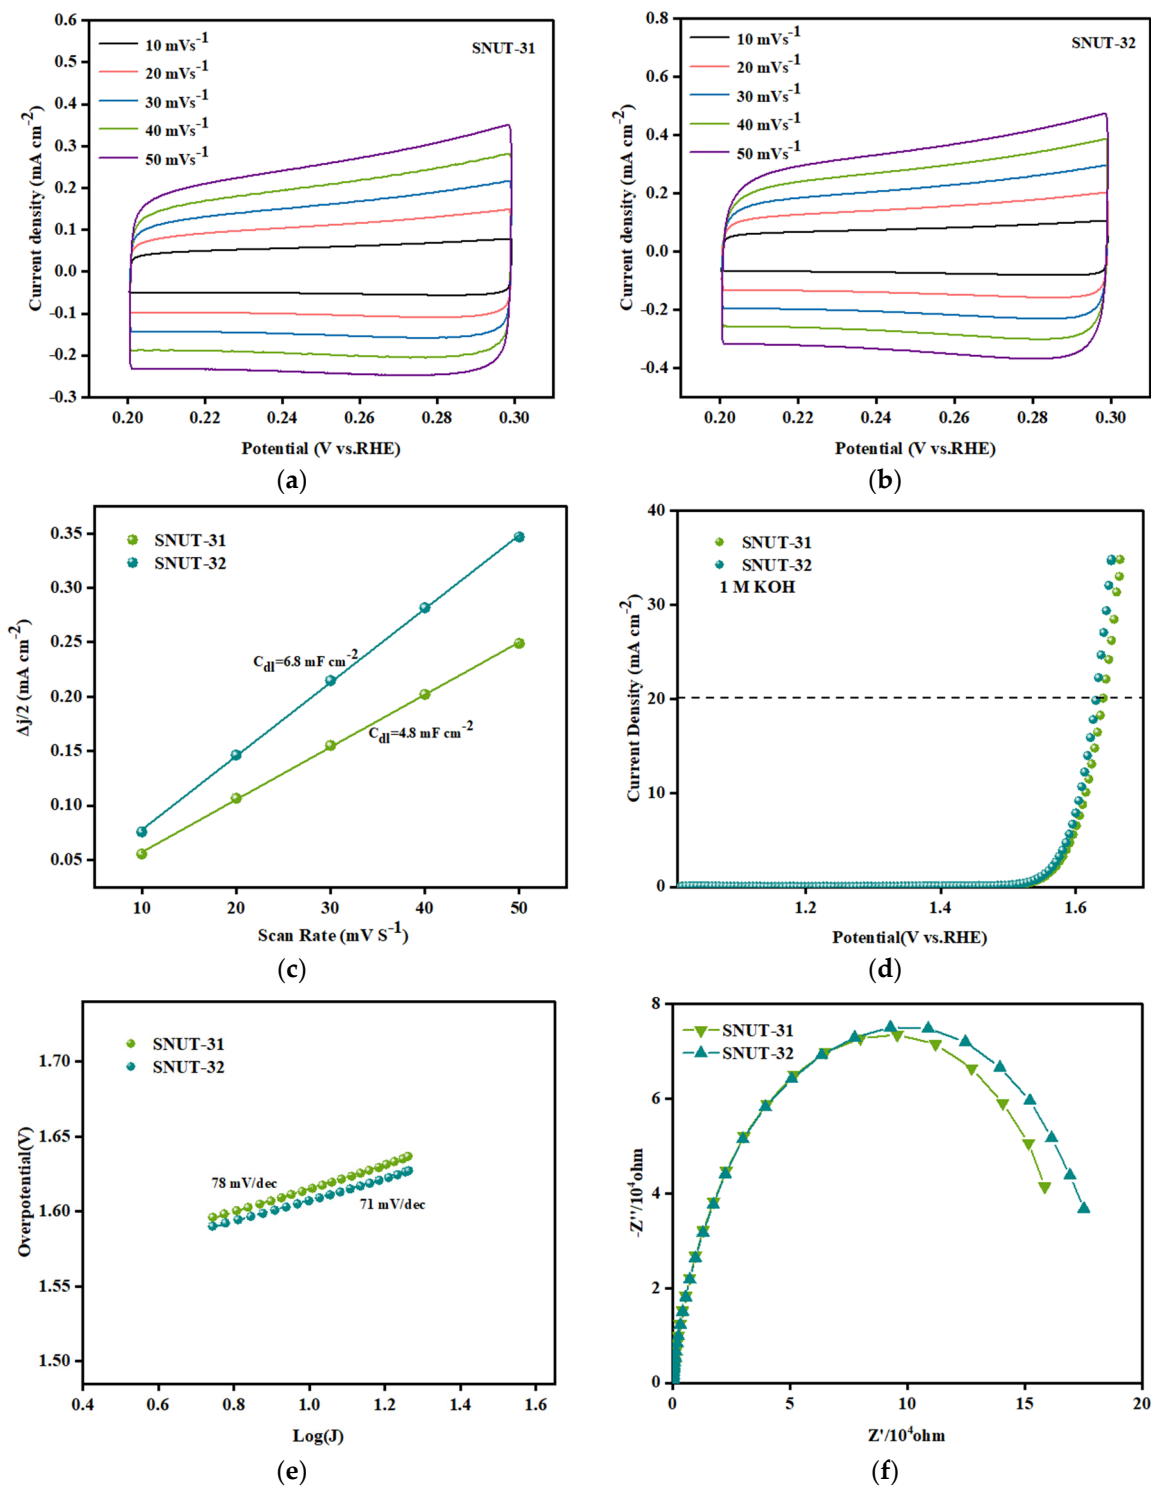 0.6
0.5
0.4
0.3
0.2
0.1
0.0
-0.1
-0.2
-0.3
Current density (mA cm-2)
10 mVs-1
20 mVs-1
30 mVs-1
40 mVs-1
50 mVs-1
SNUT-31
0.20 0.22 0.24 0.26 0.28 0.30
Potential (V vs.RHE)
(a)
0.8
0.6
0.4
0.2
0.0
-0.2
-0.4
Current density (mA cm-2)
10 mVs-1
20 mVs-1
30 mVs-1
40 mVs-1
50 mVs-1
SNUT-32
0.20 0.22 0.24 0.26 0.28 0.30
Potential (V vs.RHE)
(b)
0.35
0.30
0.25
0.20
0.15
0.10
0.05
Δj/2 (mA cm-2)
SNUT-31
SNUT-32
Cdl=6.8 mF cm-2
Cdl=4.8 mF cm-2
10 20 30 40 50
Scan Rate (mV S-1)
(c)
40
30
20
10
0
Current Density (mA cm-2)
SNUT-31
SNUT-32
1 M KOH
1.2 1.4 1.6
Potential(V vs.RHE)
(d)
1.70
1.65
1.60
1.55
1.50
Overpotential(V)
SNUT-31
SNUT-32
78 mV/dec
71 mV/dec
0.4 0.6 0.8 1.0 1.2 1.4 1.6
Log(J)
(e)
8
6
4
2
0
-Z''/10⁴ohm
SNUT-31
SNUT-32
0 5 10 15 20
Z'/10⁴ohm
(f)